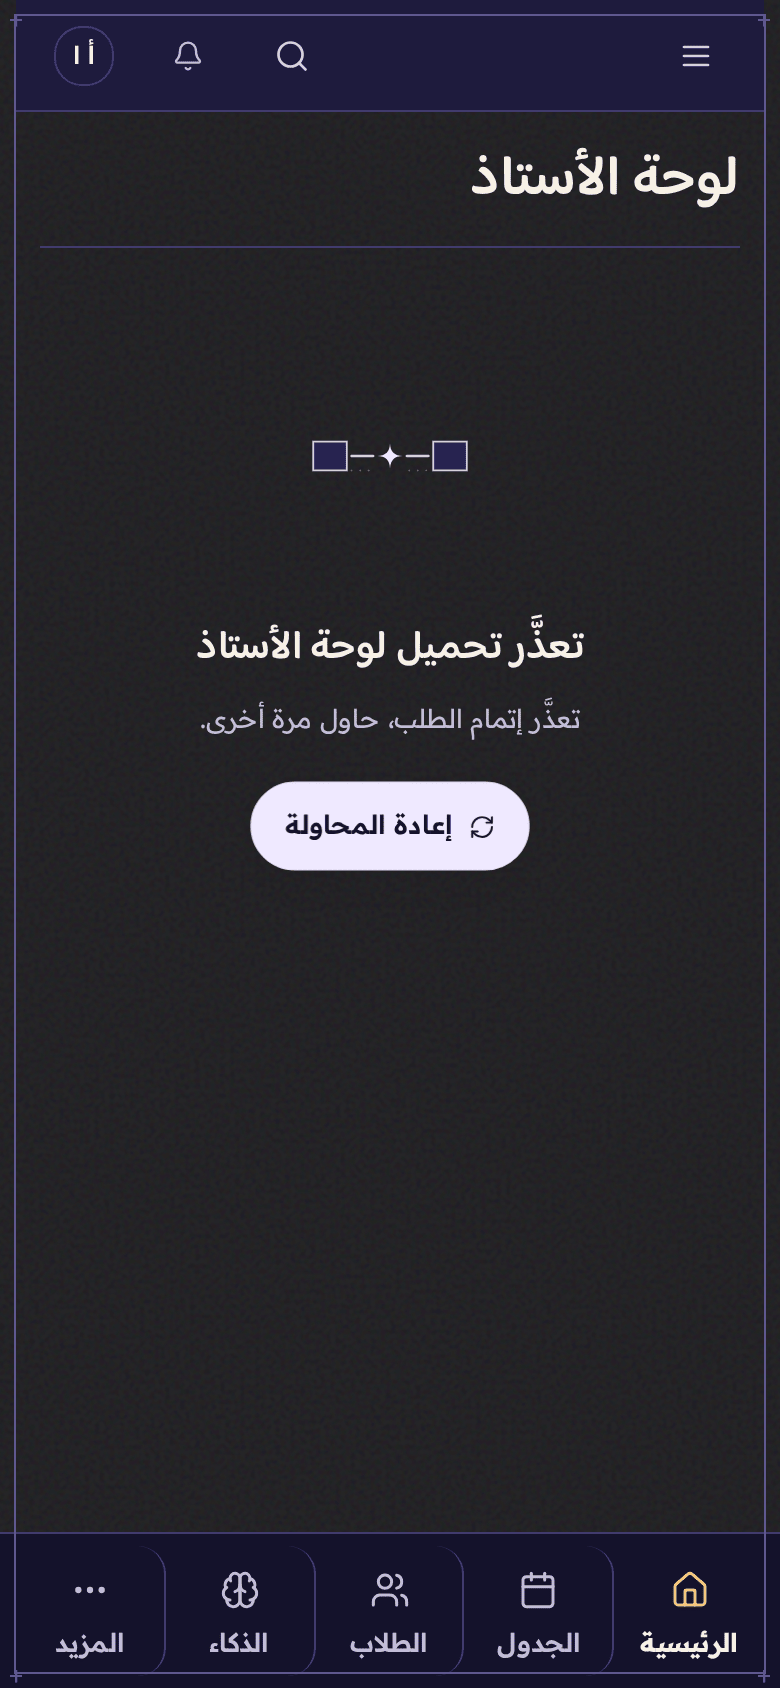 أ ا
لوحة الأستاذ
تعذَّر تحميل لوحة الأستاذ
تعذَّر إتمام الطلب، حاول مرة أخرى.
إعادة المحاولة
الرئيسية
الجدول
الطلاب
الذكاء
المزيد